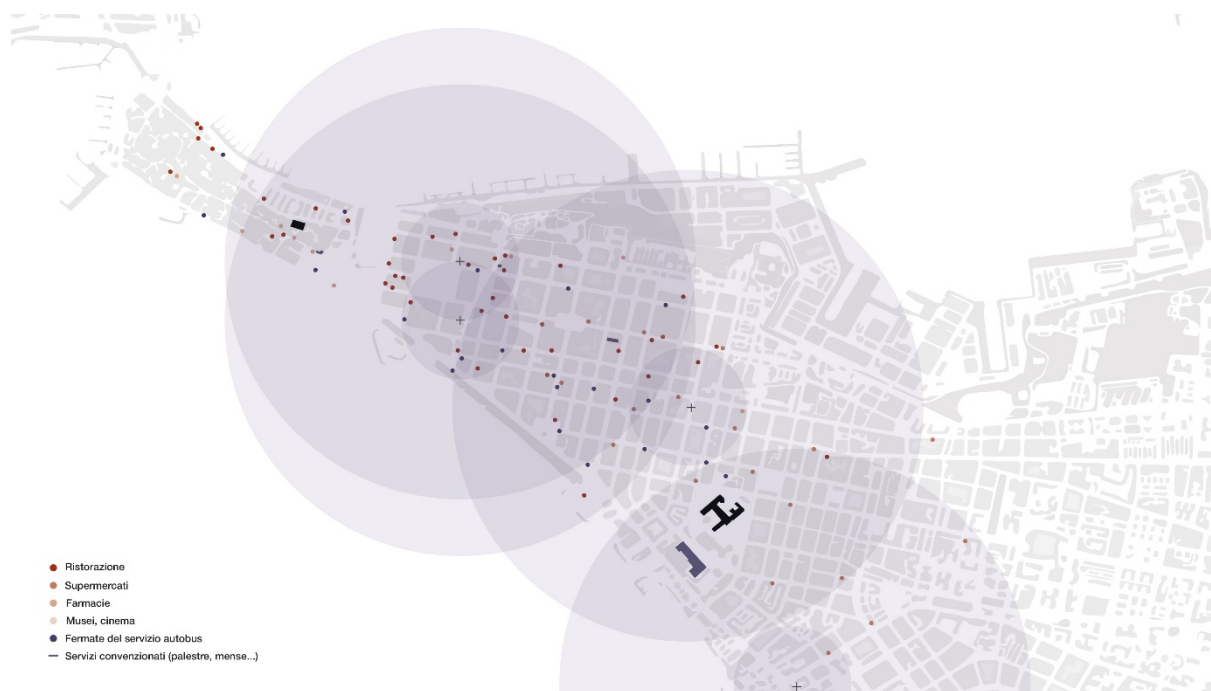 Ristorazione
Supermercati
Farmacie
Musei, cinema
Fermate del servizio autobus
Servizi convenzionati (palestre, mense...)